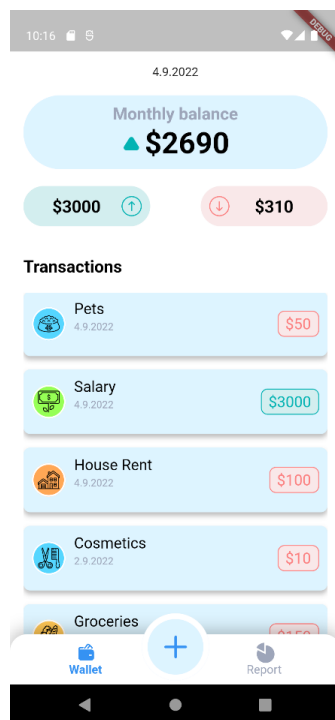 10:16
DEBUG
4.9.2022
Monthly balance
$2690
$3000
$310
Transactions
Pets
4.9.2022
$50
Salary
4.9.2022
$3000
House Rent
4.9.2022
$100
Cosmetics
2.9.2022
$10
Groceries
Wallet
Report